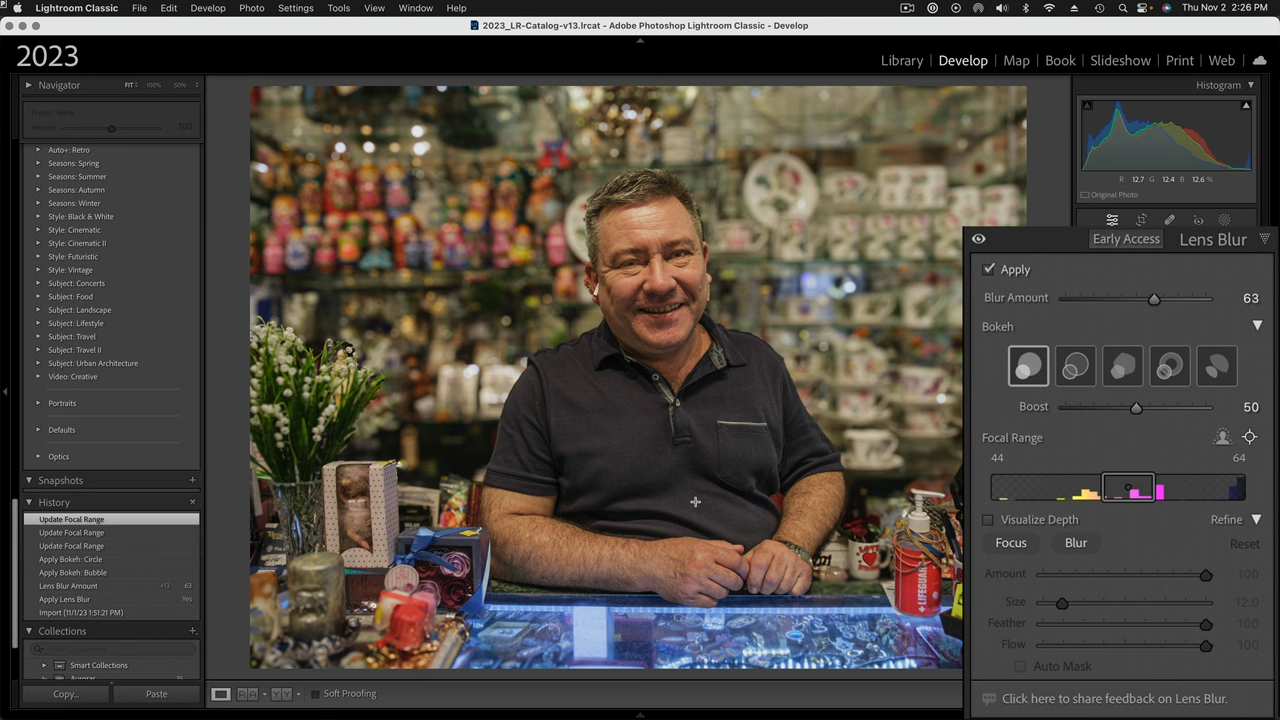 Lightroom Classic File Edit Develop Photo Settings Tools View Window Help Thu Nov 2 2:26 PM
2023_LR-Catalog-v13.lrcat - Adobe Photoshop Lightroom Classic - Develop
2023
Library | Develop | Map | Book | Slideshow | Print | Web
Navigator FIT 100% 50%
Preset None
Amount 100
Auto+: Retro
Seasons: Spring
Seasons: Summer
Seasons: Autumn
Seasons: Winter
Style: Black & White
Style: Cinematic
Style: Cinematic II
Style: Futuristic
Style: Vintage
Subject: Concerts
Subject: Food
Subject: Landscape
Subject: Lifestyle
Subject: Travel
Subject: Travel II
Subject: Urban Architecture
Video: Creative
Portraits
Defaults
Optics
Snapshots
History
Update Focal Range
Update Focal Range
Update Focal Range
Apply Bokeh: Circle
Apply Bokeh: Bubble
Lens Blur Amount +13 63
Apply Lens Blur Yes
Import (11/1/23 1:51:21 PM)
Collections
Smart Collections
Copy... Paste
LIFEGUARD
Soft Proofing
Histogram
R 12.7 G 12.4 B 12.6 %
Original Photo
Early Access Lens Blur
Apply
Blur Amount 63
Bokeh
Boost 50
Focal Range
44 64
Visualize Depth Refine
Focus Blur Reset
Amount 100
Size 12.0
Feather 100
Flow 100
Auto Mask
Click here to share feedback on Lens Blur.